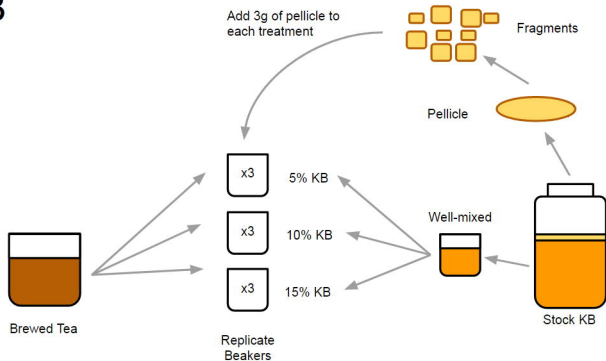 B
Add 3g of pellicle to
each treatment
Fragments
Pellicle
x3
5% KB
x3
10% KB
x3
15% KB
Well-mixed
Brewed Tea
Stock KB
Replicate
Beakers